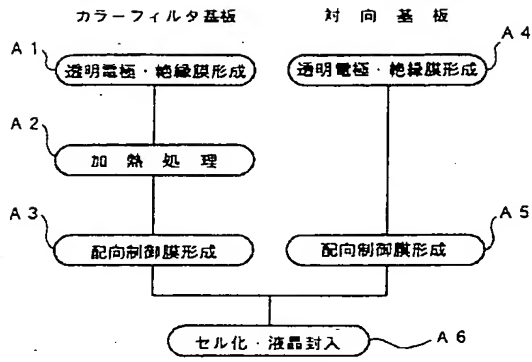 カラーフィルタ基板 対向基板
A1 透明電極・絶縁膜形成 透明電極・絶縁膜形成 A4
A2 加熱処理
A3 配向制御膜形成 配向制御膜形成 A5
セル化・液晶封入 A6